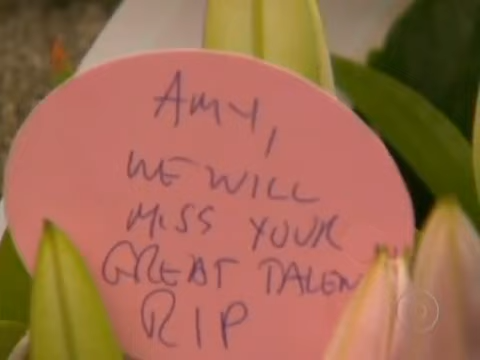 AMY,
WE WILL
MISS YOUR
GREAT TALEN
RIP